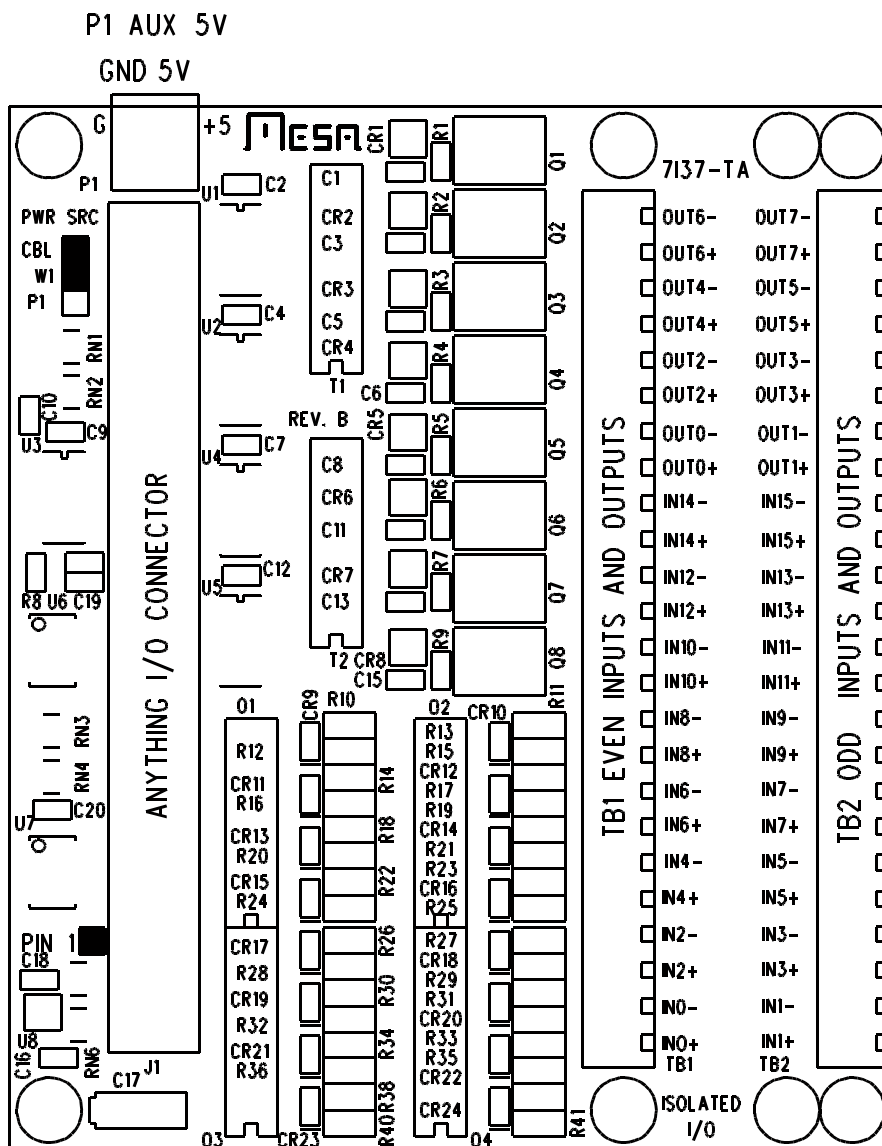 P1 AUX 5V
GND 5V
G
+5
MESA
P1
U1
C2
PWR SRC
CBL
W1
P1
U2
C4
RN1
RN2
C10
U3
C9
U4
C7
R8
U6
C19
U5
C12
RN3
RN4
U7
C20
PIN 1
C18
U8
C16
RN6
C17
J1
ANYTHING I/O CONNECTOR
C1
CR2
C3
CR3
C5
CR4
T1
REV. B
C8
CR6
C11
CR7
C13
T2
CR1
R1
Q1
R2
Q2
R3
Q3
R4
Q4
C6
CR5
R5
Q5
R6
Q6
R7
Q7
CR8
R9
Q8
C15
O1
CR9
R10
O2
CR10
R11
R12
CR11
R16
CR13
R20
CR15
R24
CR17
R28
CR19
R32
CR21
R36
O3
CR23
R14
R18
R22
R26
R30
R34
R38
R40
R13
R15
CR12
R17
R19
CR14
R21
R23
CR16
R25
R27
CR18
R29
R31
CR20
R33
R35
CR22
CR24
O4
R41
7I37-TA
TB1 EVEN INPUTS AND OUTPUTS
OUT6- OUT7-
OUT6+ OUT7+
OUT4- OUT5-
OUT4+ OUT5+
OUT2- OUT3-
OUT2+ OUT3+
OUT0- OUT1-
OUT0+ OUT1+
IN14- IN15-
IN14+ IN15+
IN12- IN13-
IN12+ IN13+
IN10- IN11-
IN10+ IN11+
IN8- IN9-
IN8+ IN9+
IN6- IN7-
IN6+ IN7+
IN4- IN5-
IN4+ IN5+
IN2- IN3-
IN2+ IN3+
IN0- IN1-
IN0+ IN1+
TB1 TB2
TB2 ODD INPUTS AND OUTPUTS
ISOLATED
I/O